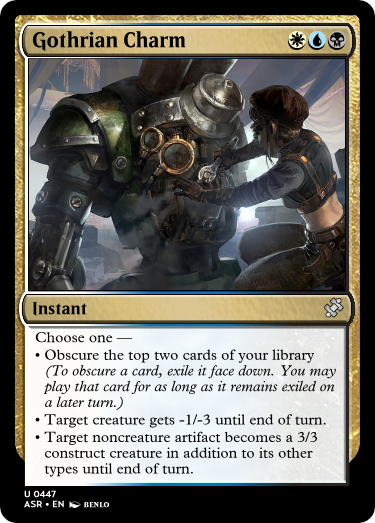 Gothrian Charm
Instant
Choose one —
• Obscure the top two cards of your library
(To obscure a card, exile it face down. You may
play that card for as long as it remains exiled on
a later turn.)
• Target creature gets -1/-3 until end of turn.
• Target noncreature artifact becomes a 3/3
construct creature in addition to its other
types until end of turn.
U 0447
ASR • EN BENLO